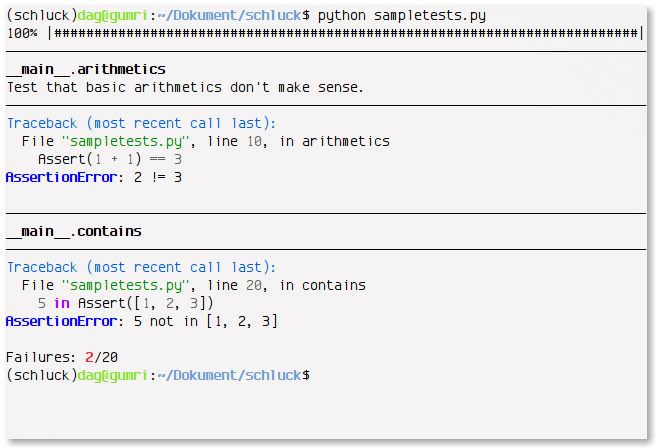 (schluck)dag@gumri:~/Dokument/schluck$ python sampletests.py
100% |##########################################################################|
__main__.arithmetics
Test that basic arithmetics don't make sense.
Traceback (most recent call last):
  File "sampletests.py", line 10, in arithmetics
    Assert(1 + 1) == 3
AssertionError: 2 != 3
__main__.contains
Traceback (most recent call last):
  File "sampletests.py", line 20, in contains
    5 in Assert([1, 2, 3])
AssertionError: 5 not in [1, 2, 3]
Failures: 2/20
(schluck)dag@gumri:~/Dokument/schluck$